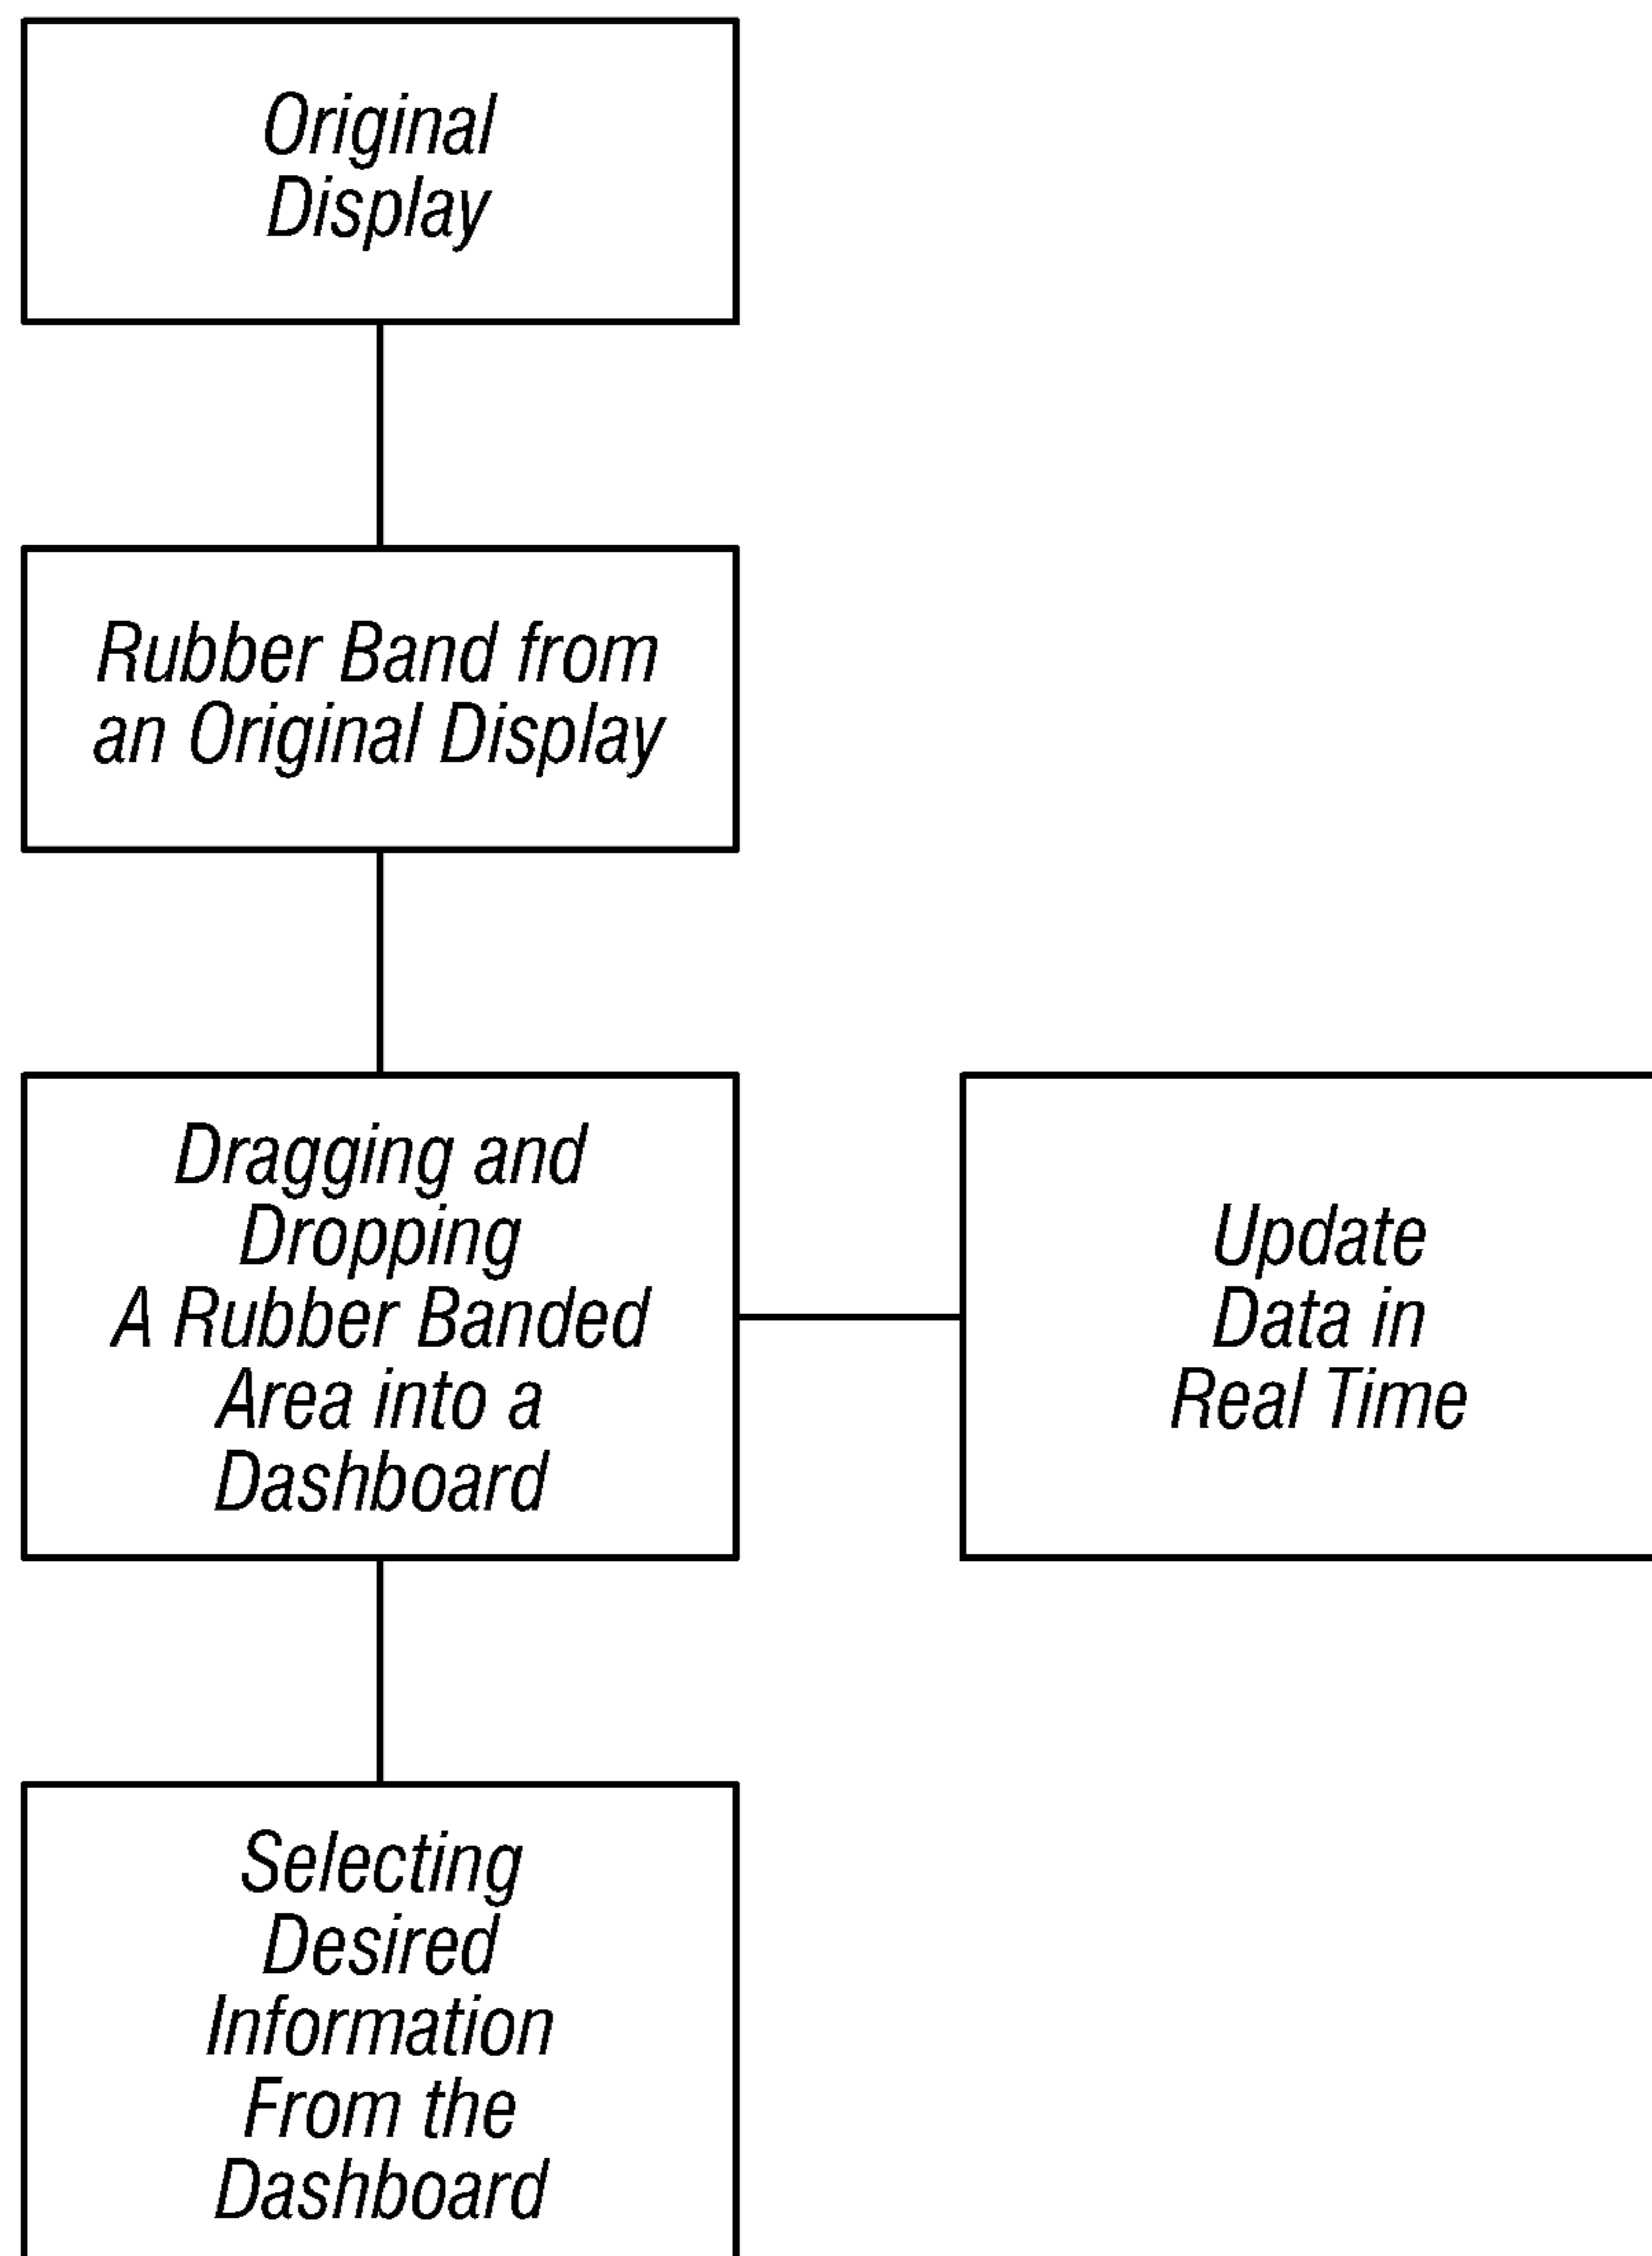 Original
Display
Rubber Band from
an Original Display
Dragging and
Dropping
A Rubber Banded
Area into a
Dashboard
Update
Data in
Real Time
Selecting
Desired
Information
From the
Dashboard